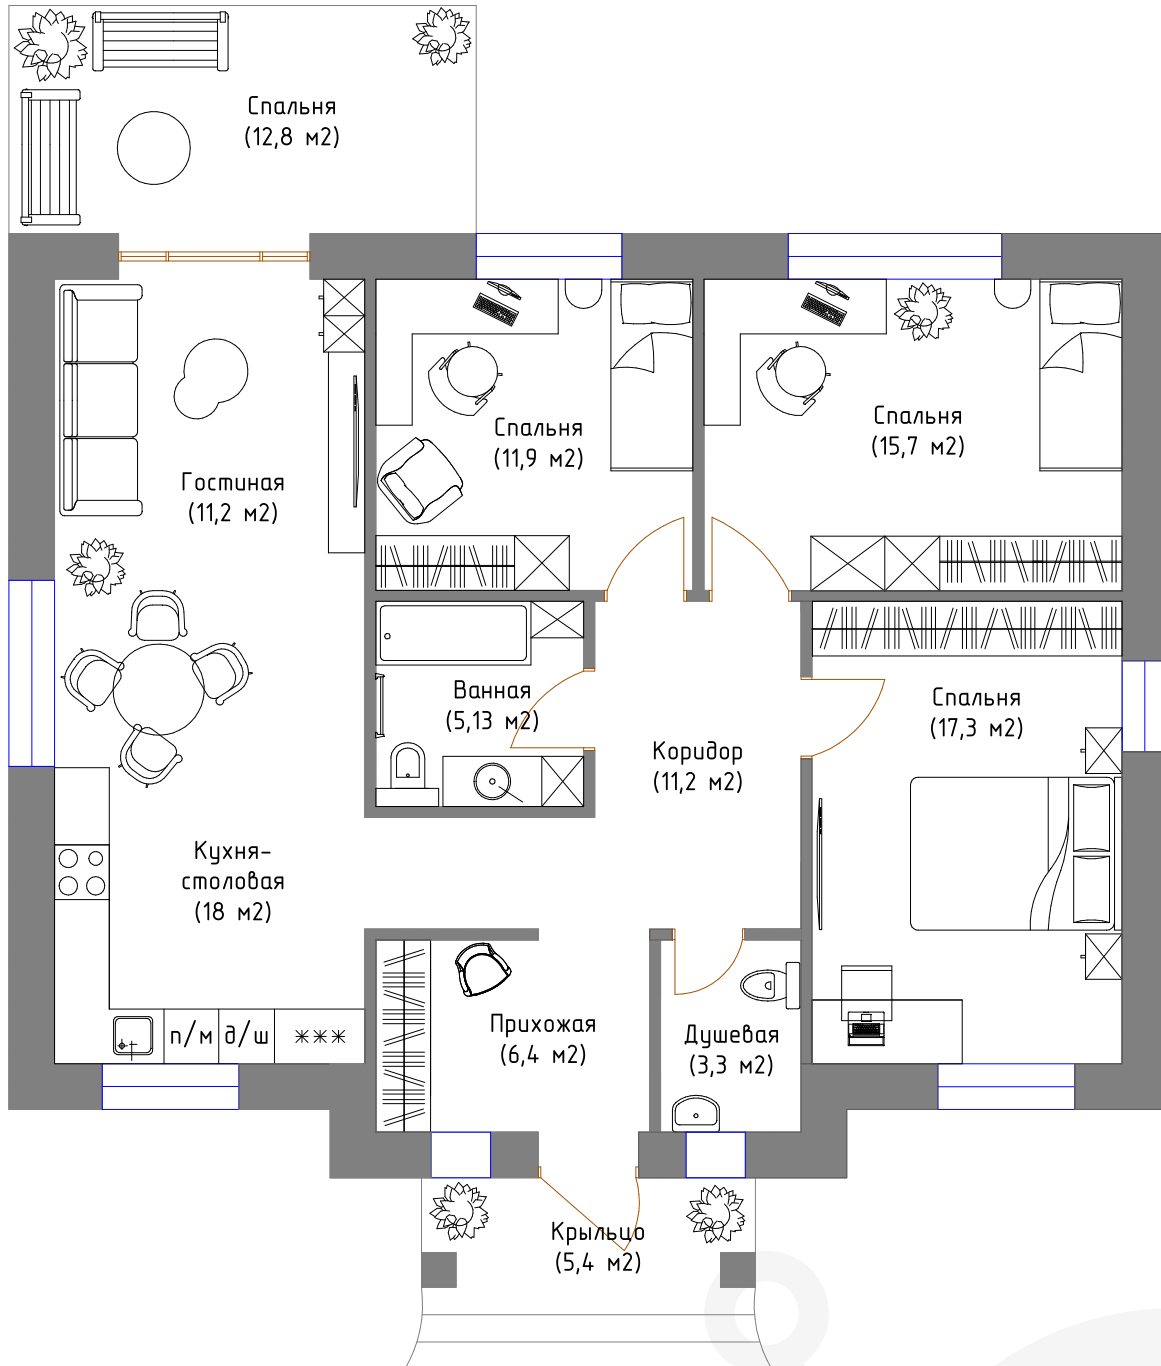 Спальня
(12,8 м2)
Спальня
(11,9 м2)
Спальня
(15,7 м2)
Гостиная
(11,2 м2)
Ванная
(5,13 м2)
Спальня
(17,3 м2)
Коридор
(11,2 м2)
Кухня-
столовая
(18 м2)
Прихожая
(6,4 м2)
Душевая
(3,3 м2)
п/м
д/ш
***
Крыльцо
(5,4 м2)